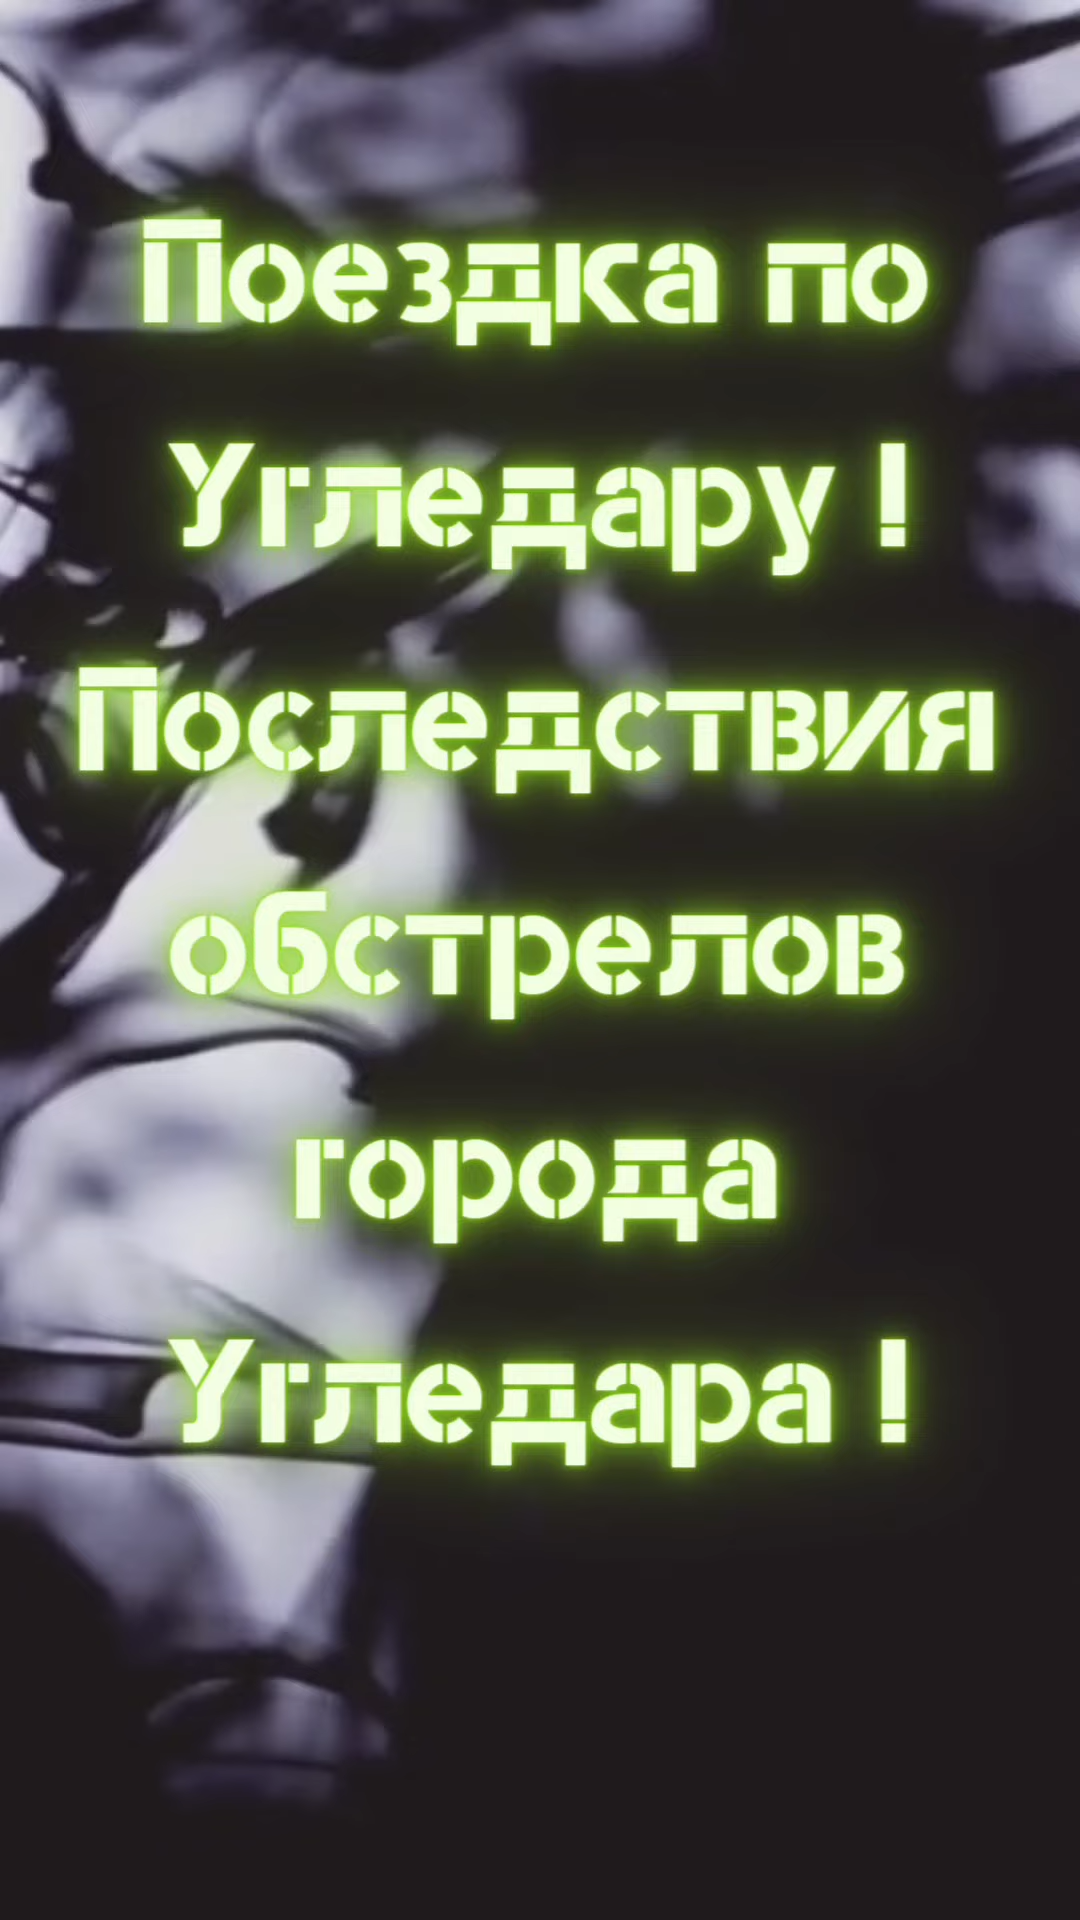 Поездка по
Угледару !
Последствия
обстрелов
города
Угледара !